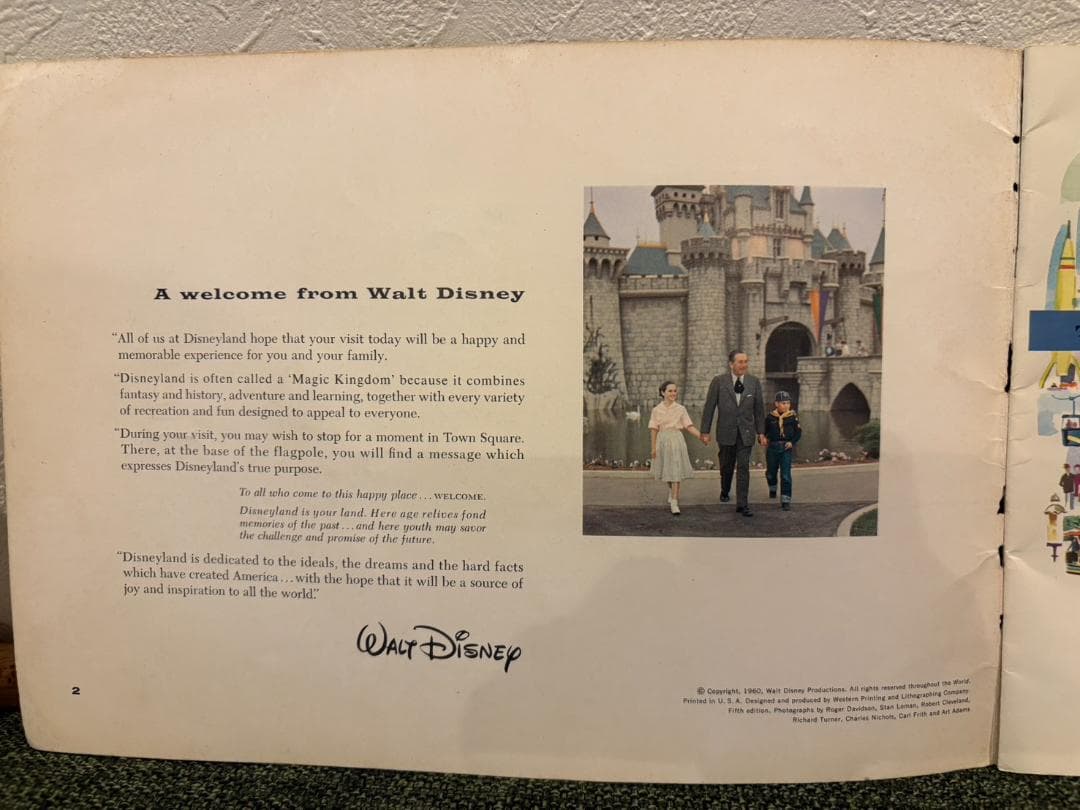 A welcome from Walt Disney
“All of us at Disneyland hope that your visit today will be a happy and
memorable experience for you and your family.
“Disneyland is often called a ‘Magic Kingdom’ because it combines
fantasy and history, adventure and learning, together with every variety
of recreation and fun designed to appeal to everyone.
“During your visit, you may wish to stop for a moment in Town Square.
There, at the base of the flagpole, you will find a message which
expresses Disneyland’s true purpose.
To all who come to this happy place...WELCOME.
Disneyland is your land. Here age relives fond
memories of the past...and here youth may savor
the challenge and promise of the future.
“Disneyland is dedicated to the ideals, the dreams and the hard facts
which have created America...with the hope that it will be a source of
joy and inspiration to all the world.”
WALT DISNEY
2
© Copyright, 1960, Walt Disney Productions. All rights reserved throughout the World.
Printed in U. S. A. Designed and produced by Western Printing and Lithographing Company
Fifth edition. Photographs by Roger Davidson, Stan Loman, Robert Cleveland,
Richard Turner, Charles Nichols, Carl Frith and Art Adams